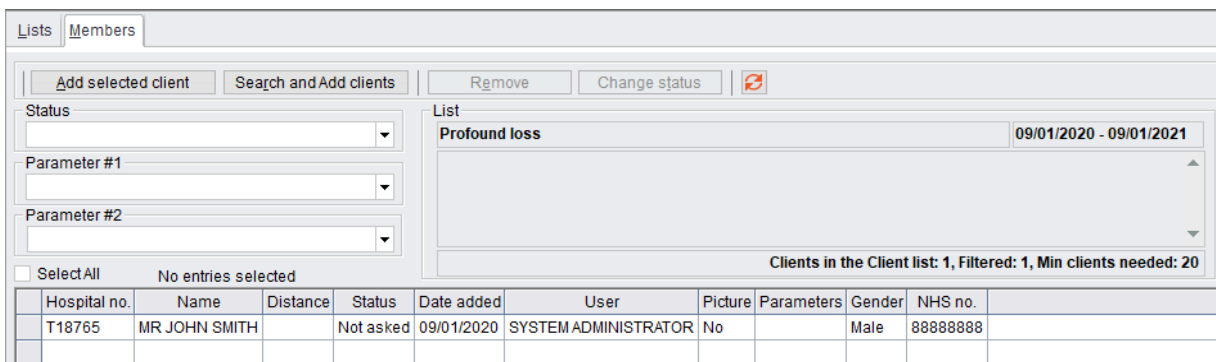 Lists Members
Add selected client Search and Add clients Remove Change status
Status
List
Profound loss 09/01/2020 - 09/01/2021
Parameter #1
Parameter #2
Clients in the Client list: 1, Filtered: 1, Min clients needed: 20
Select All No entries selected
Hospital no. Name Distance Status Date added User Picture Parameters Gender NHS no.
T18765 MR JOHN SMITH Not asked 09/01/2020 SYSTEM ADMINISTRATOR No Male 88888888